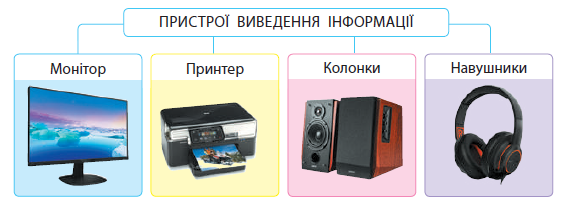 ПРИСТРОЇ ВИВЕДЕННЯ ІНФОРМАЦІЇ
Монітор
Принтер
Колонки
Навушники